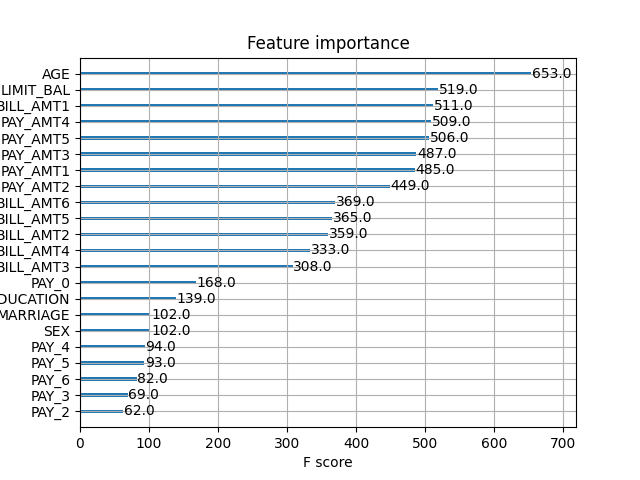 Feature importance
AGE 653.0
LIMIT_BAL 519.0
BILL_AMT1 511.0
PAY_AMT4 509.0
PAY_AMT5 506.0
PAY_AMT3 487.0
PAY_AMT1 485.0
PAY_AMT2 449.0
BILL_AMT6 369.0
BILL_AMT5 365.0
BILL_AMT2 359.0
BILL_AMT4 333.0
BILL_AMT3 308.0
PAY_0 168.0
DUCATION 139.0
MARRIAGE 102.0
SEX 102.0
PAY_4 94.0
PAY_5 93.0
PAY_6 82.0
PAY_3 69.0
PAY_2 62.0
0 100 200 300 400 500 600 700
F score